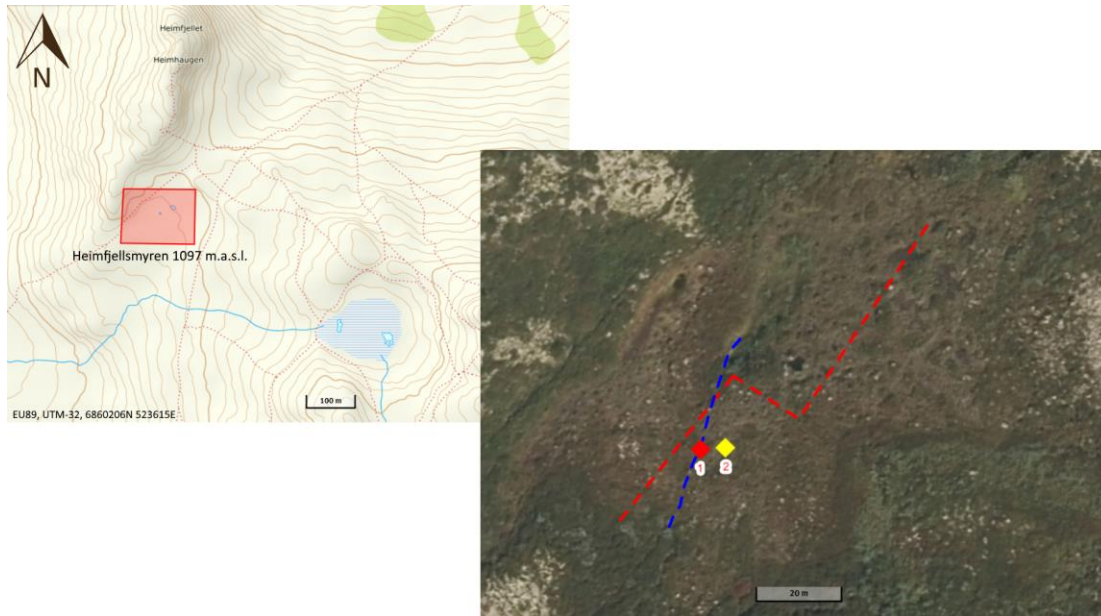 Heimfjellet
Heimhaugen
N
Heimfjellsmyren 1097 m.a.s.l.
100 m
EU89, UTM-32, 6860206N 523615E
1
2
20 m